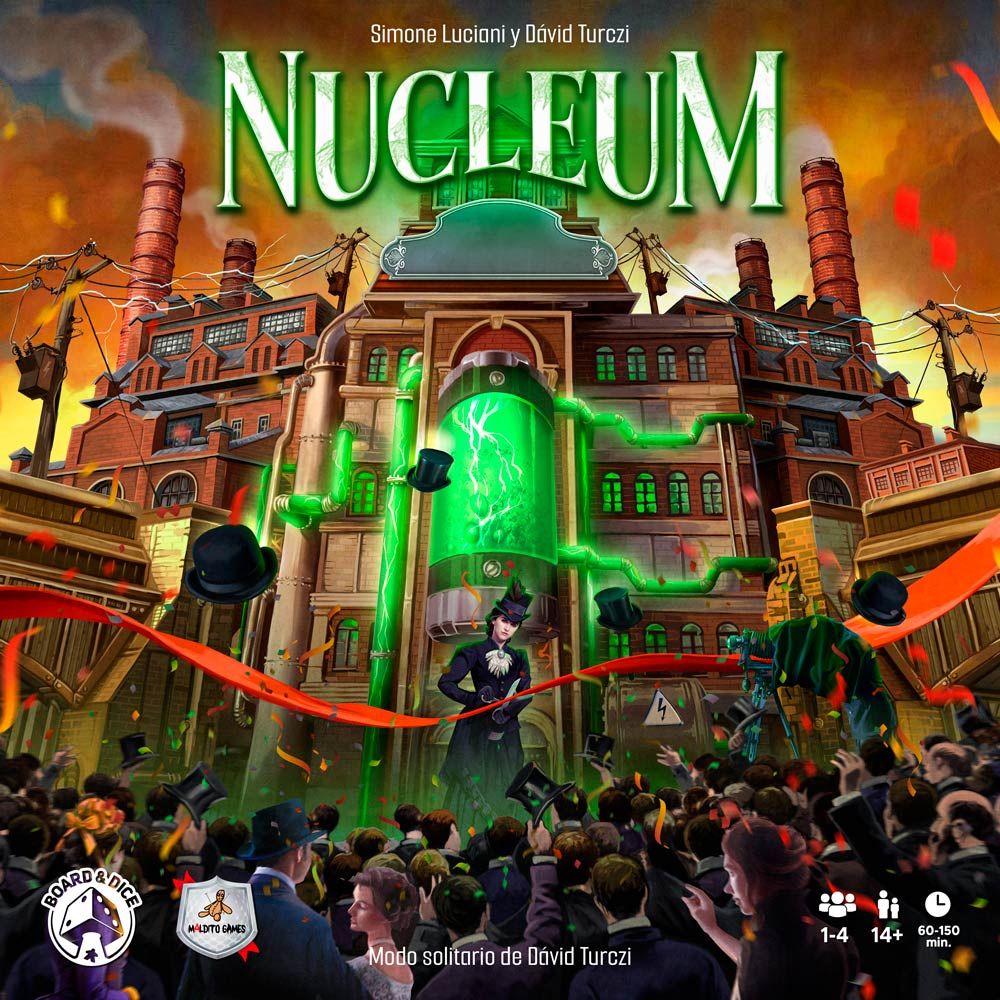 Simone Luciani y Dávid Turczi
NUCLEUM
BOARD & DICE
MALDITO GAMES
Modo solitario de Dávid Turczi
1-4
14+
60-150
min.